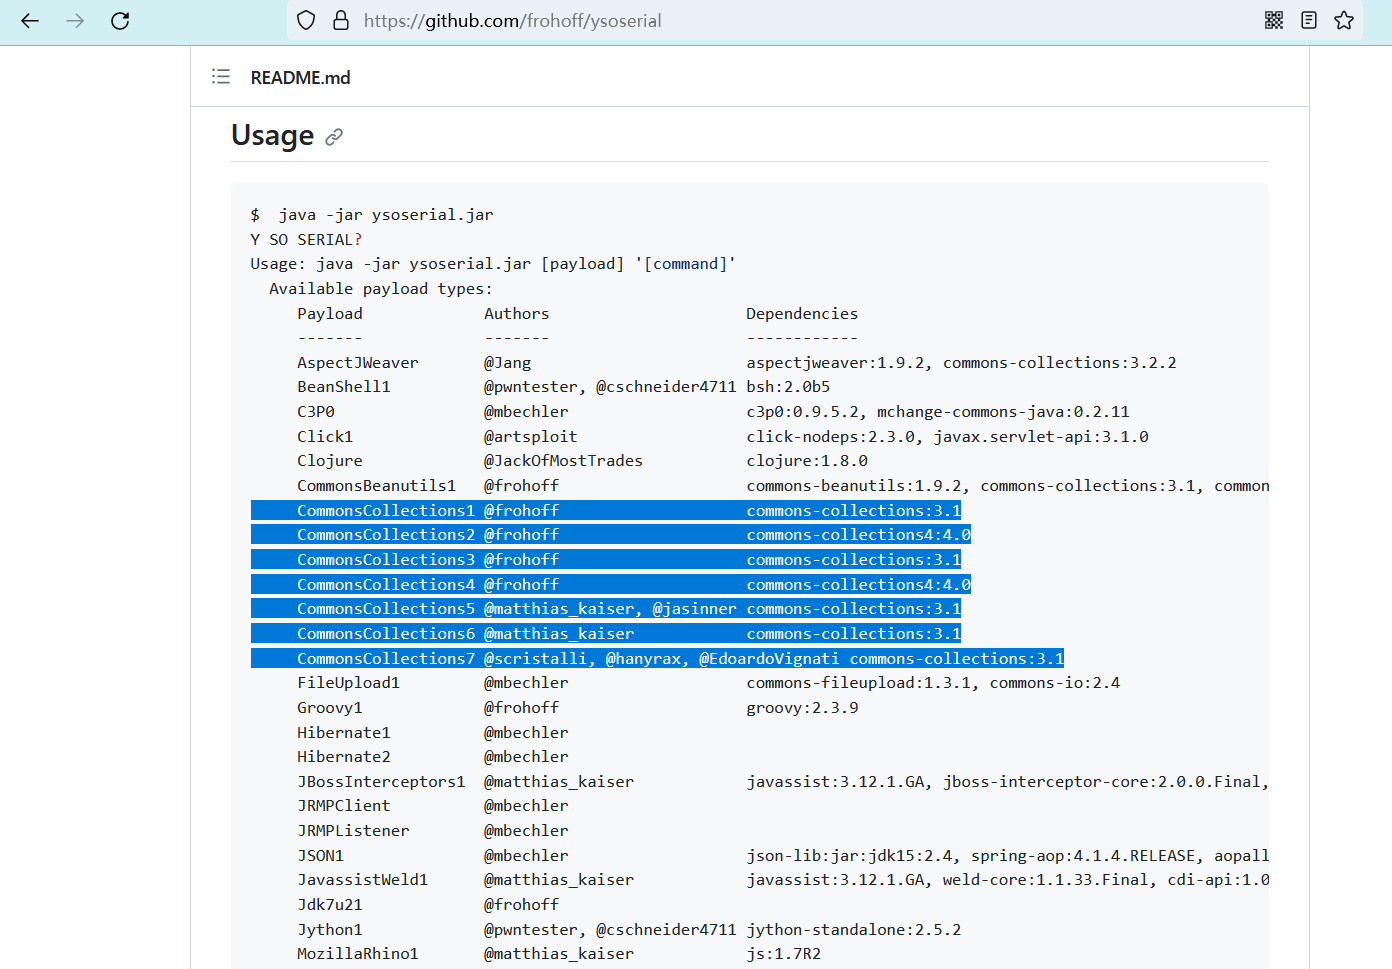 https://github.com/frohoff/ysoserial
README.md
Usage
$  java -jar ysoserial.jar
Y SO SERIAL?
Usage: java -jar ysoserial.jar [payload] '[command]'
  Available payload types:
     Payload             Authors                     Dependencies
     -------             -------                     ------------
     AspectJWeaver       @Jang                       aspectjweaver:1.9.2, commons-collections:3.2.2
     BeanShell1          @pwntester, @cschneider4711 bsh:2.0b5
     C3P0                @mbechler                   c3p0:0.9.5.2, mchange-commons-java:0.2.11
     Click1              @artsploit                  click-nodeps:2.3.0, javax.servlet-api:3.1.0
     Clojure             @JackOfMostTrades           clojure:1.8.0
     CommonsBeanutils1   @frohoff                    commons-beanutils:1.9.2, commons-collections:3.1, common
     CommonsCollections1 @frohoff                    commons-collections:3.1
     CommonsCollections2 @frohoff                    commons-collections4:4.0
     CommonsCollections3 @frohoff                    commons-collections:3.1
     CommonsCollections4 @frohoff                    commons-collections4:4.0
     CommonsCollections5 @matthias_kaiser, @jasinner commons-collections:3.1
     CommonsCollections6 @matthias_kaiser            commons-collections:3.1
     CommonsCollections7 @scristalli, @hanyrax, @EdoardoVignati commons-collections:3.1
     FileUpload1         @mbechler                   commons-fileupload:1.3.1, commons-io:2.4
     Groovy1             @frohoff                    groovy:2.3.9
     Hibernate1          @mbechler
     Hibernate2          @mbechler
     JBossInterceptors1  @matthias_kaiser            javassist:3.12.1.GA, jboss-interceptor-core:2.0.0.Final,
     JRMPClient          @mbechler
     JRMPListener        @mbechler
     JSON1               @mbechler                   json-lib:jar:jdk15:2.4, spring-aop:4.1.4.RELEASE, aopall
     JavassistWeld1      @matthias_kaiser            javassist:3.12.1.GA, weld-core:1.1.33.Final, cdi-api:1.0
     Jdk7u21             @frohoff
     Jython1             @pwntester, @cschneider4711 jython-standalone:2.5.2
     MozillaRhino1       @matthias_kaiser            js:1.7R2